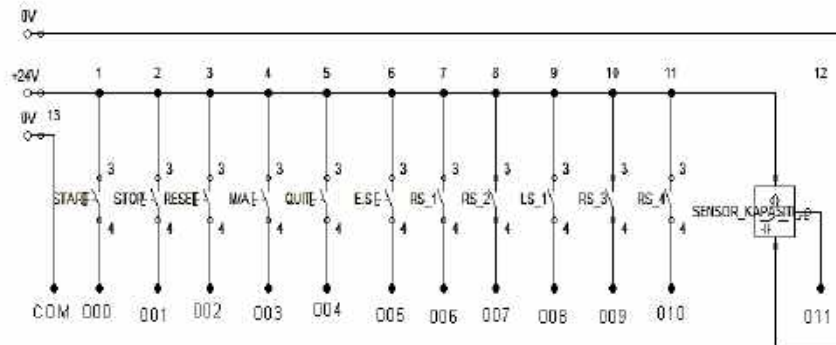 0V
+24V 1 2 3 4 5 6 7 8 9 10 11 12
0V 13
3 3 3 3 3 3 3 3 3 3 3
START STOP RESET M/A QUIT E.S RS_1 RS_2 LS_1 RS_3 RS_4 SENSOR_KAPASITIF
4 4 4 4 4 4 4 4 4 4 4
COM 000 001 002 003 004 005 006 007 008 009 010 011